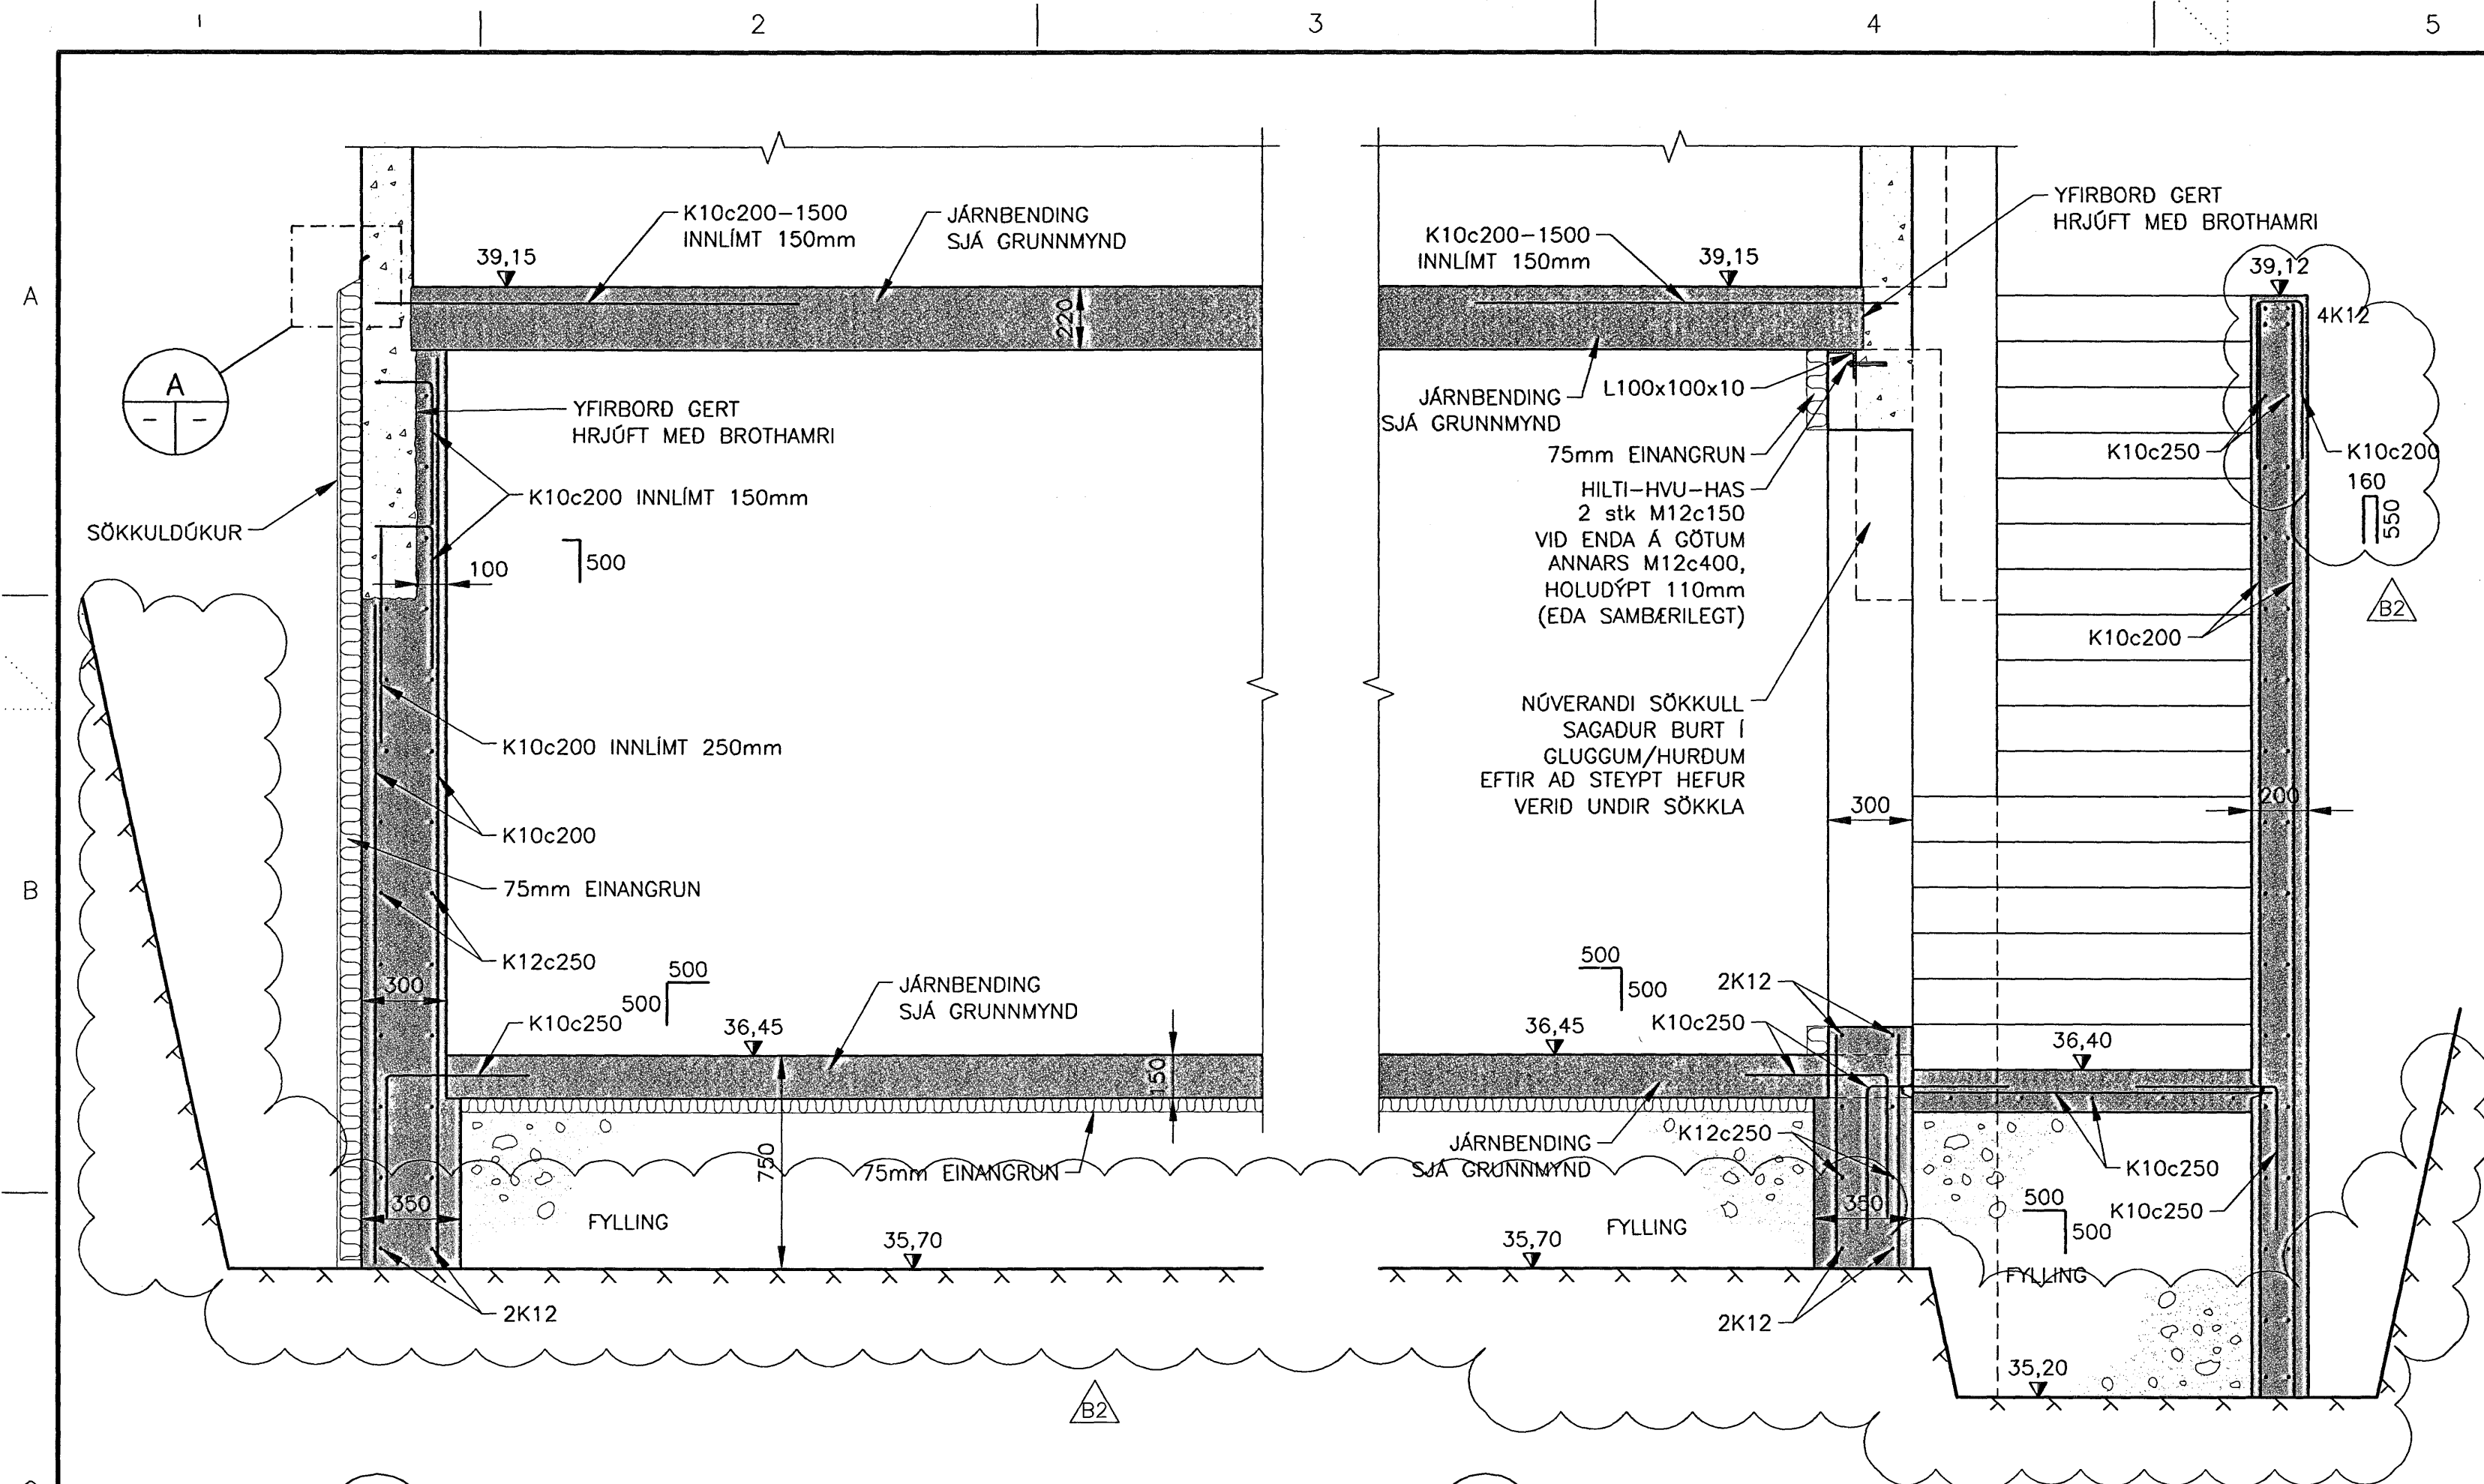 1
2
3
4
5
A
B
K10c200-1500
INNLÍMT 150mm
JÁRNBENDING
SJÁ GRUNNMYND
39,15
220
A
- -
YFIRBORÐ GERT
HRJÚFT MEÐ BROTHAMRI
K10c200 INNLÍMT 150mm
SÖKKULDÚKUR
100
500
K10c200 INNLÍMT 250mm
K10c200
75mm EINANGRUN
K12c250
300
500
500
K10c250
36,45
JÁRNBENDING
SJÁ GRUNNMYND
150
750
75mm EINANGRUN
350
FYLLING
35,70
2K12
B2
K10c200-1500
INNLÍMT 150mm
39,15
YFIRBORÐ GERT
HRJÚFT MEÐ BROTHAMRI
39,12
4K12
JÁRNBENDING
SJÁ GRUNNMYND
L100x100x10
75mm EINANGRUN
HILTI-HVU-HAS
2 stk M12c150
VIÐ ENDA Á GÖTUM
ANNARS M12c400,
HOLUDÝPT 110mm
(EÐA SAMBÆRILEGT)
K10c250
K10c200
160
550
B2
K10c200
NÚVERANDI SÖKKULL
SAGAÐUR BURT Í
GLUGGUM/HURÐUM
EFTIR AÐ STEYPT HEFUR
VERIÐ UNDIR SÖKKLA
300
200
500
500
2K12
36,45
K10c250
36,40
JÁRNBENDING
SJÁ GRUNNMYND
K12c250
K10c250
350
500
500
K10c250
FYLLING
35,70
FYLLING
2K12
35,20